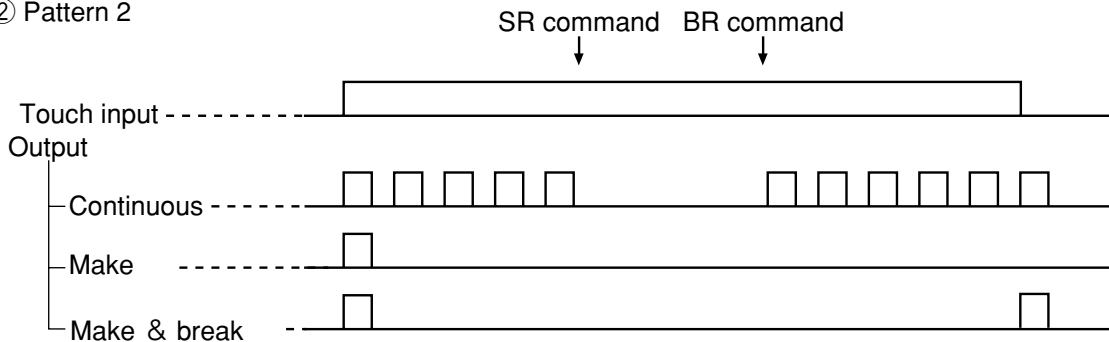 ② Pattern 2
SR command BR command
Touch input
Output
Continuous
Make
Make & break